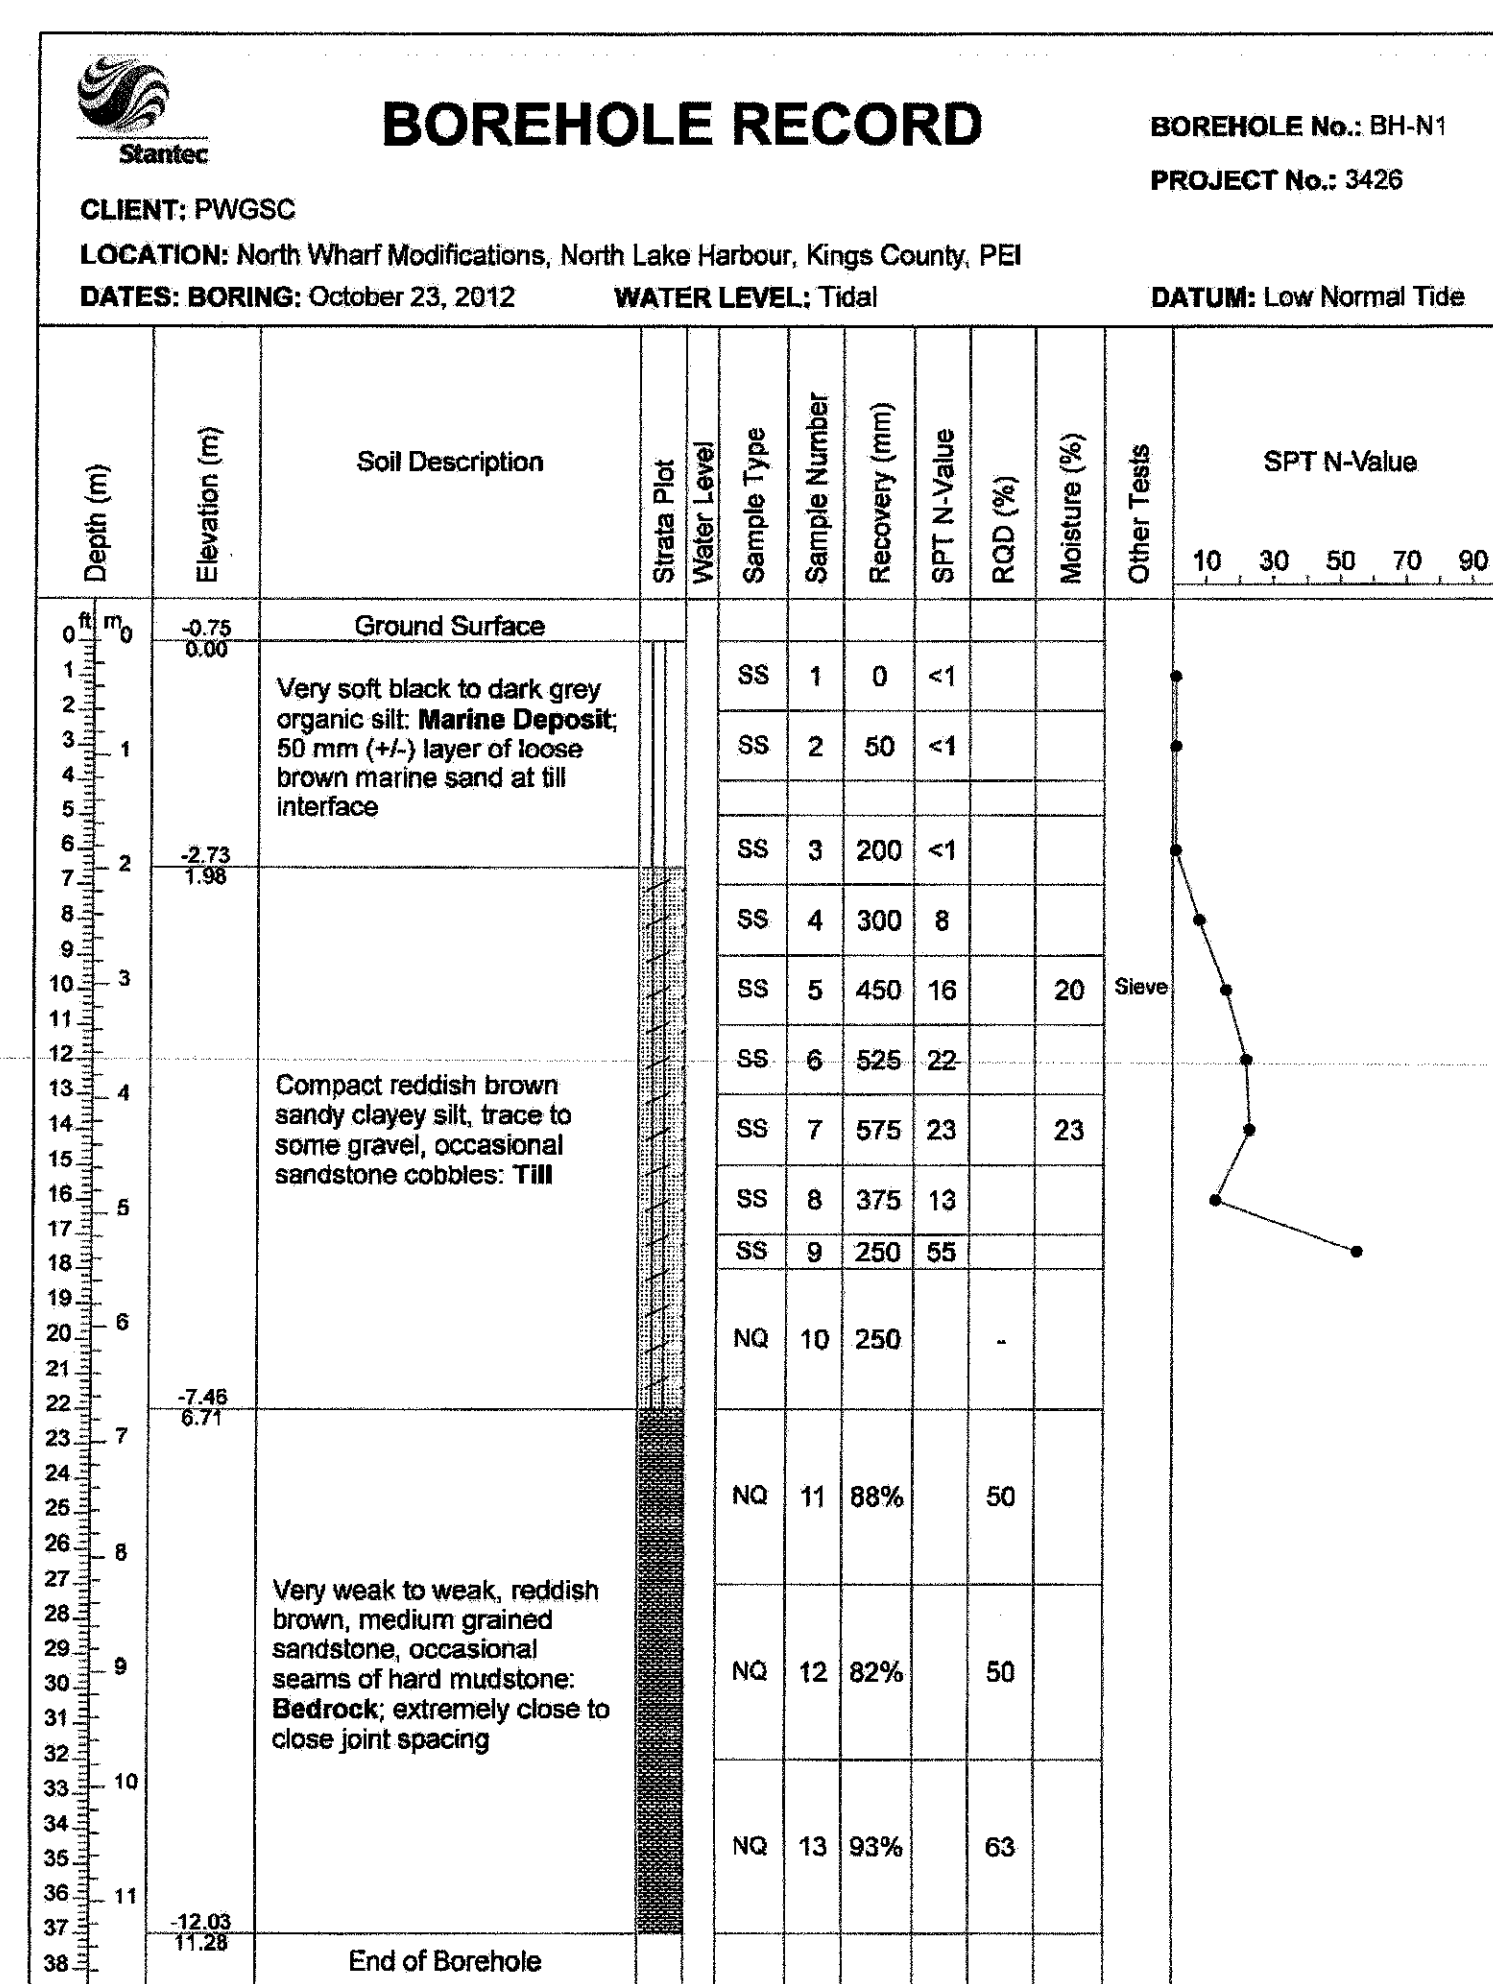 Stantec
BOREHOLE RECORD
BOREHOLE No.: BH-N1
PROJECT No.: 3426
CLIENT: PWGSC
LOCATION: North Wharf Modifications, North Lake Harbour, Kings County, PEI
DATES: BORING: October 23, 2012 WATER LEVEL: Tidal DATUM: Low Normal Tide
Depth (m)
Elevation (m)
Soil Description
Strata Plot
Water Level
Sample Type
Sample Number
Recovery (mm)
SPT N-Value
RQD (%)
Moisture (%)
Other Tests
SPT N-Value
10 30 50 70 90
ft m
0 0
-0.75
0.00
Ground Surface
1
SS 1 0 <1
Very soft black to dark grey
organic silt: Marine Deposit;
50 mm (+/-) layer of loose
brown marine sand at till
interface
2
3 1
SS 2 50 <1
4
5
6
SS 3 200 <1
2
-2.73
1.98
7
8
SS 4 300 8
9
10 3
SS 5 450 16 20 Sieve
11
12
SS 6 525 22
13 4
Compact reddish brown
sandy clayey silt, trace to
some gravel, occasional
sandstone cobbles: Till
14
SS 7 575 23 23
15
16 5
SS 8 375 13
17
18
SS 9 250 55
19
20 6
NQ 10 250 -
21
22
-7.46
6.71
23 7
24
25
NQ 11 88% 50
26 8
27
28
Very weak to weak, reddish
brown, medium grained
sandstone, occasional
seams of hard mudstone:
Bedrock; extremely close to
close joint spacing
29
30 9
NQ 12 82% 50
31
32
33 10
34
35
NQ 13 93% 63
36 11
37
-12.03
11.28
38
End of Borehole